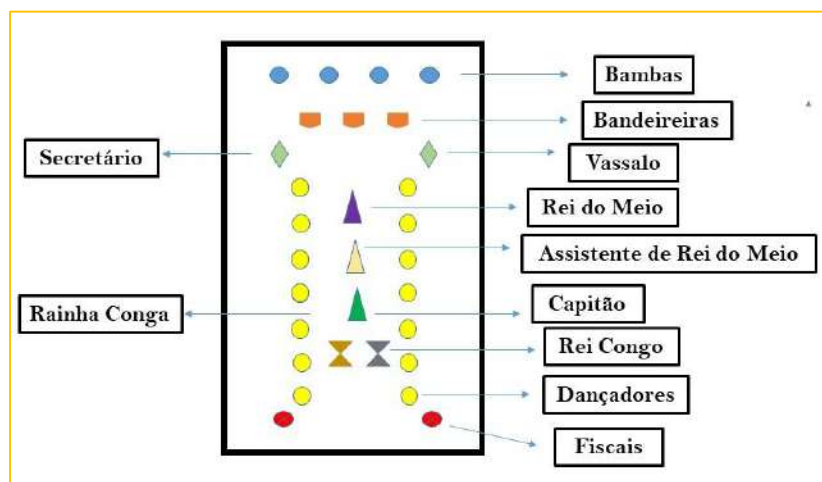 Bambas
Bandeireiras
Secretário
Vassalo
Rei do Meio
Assistente de Rei do Meio
Rainha Conga
Capitão
Rei Congo
Dançadores
Fiscais